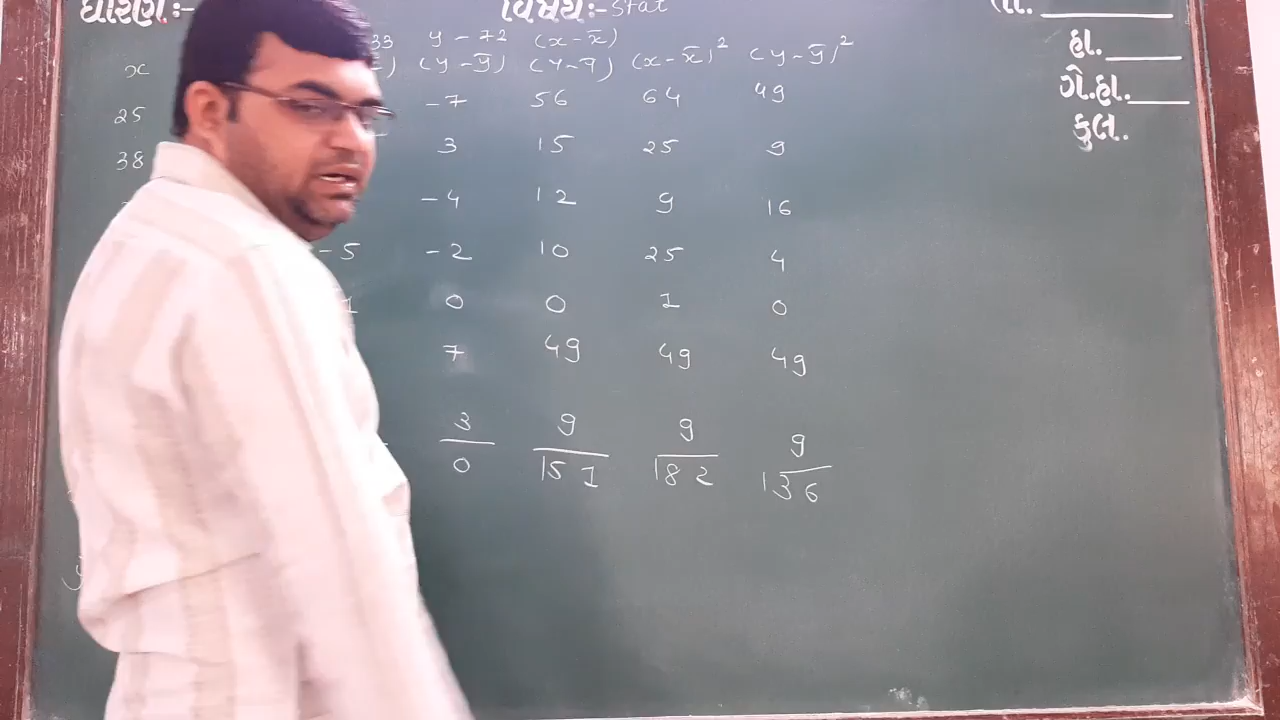 ધોરણ:- વિષય:- Stat તા.
33 y - 72 (x - x̄) હા.
x (y - ȳ) (y - ȳ) (x - x̄)² (y - ȳ)² ગે.હા.
25 -7 56 64 49 કુલ.
38 3 15 25 9
-4 12 9 16
-5 -2 10 25 4
1 0 0 1 0
7 49 49 49
3 9 9 9
0 151 182 136